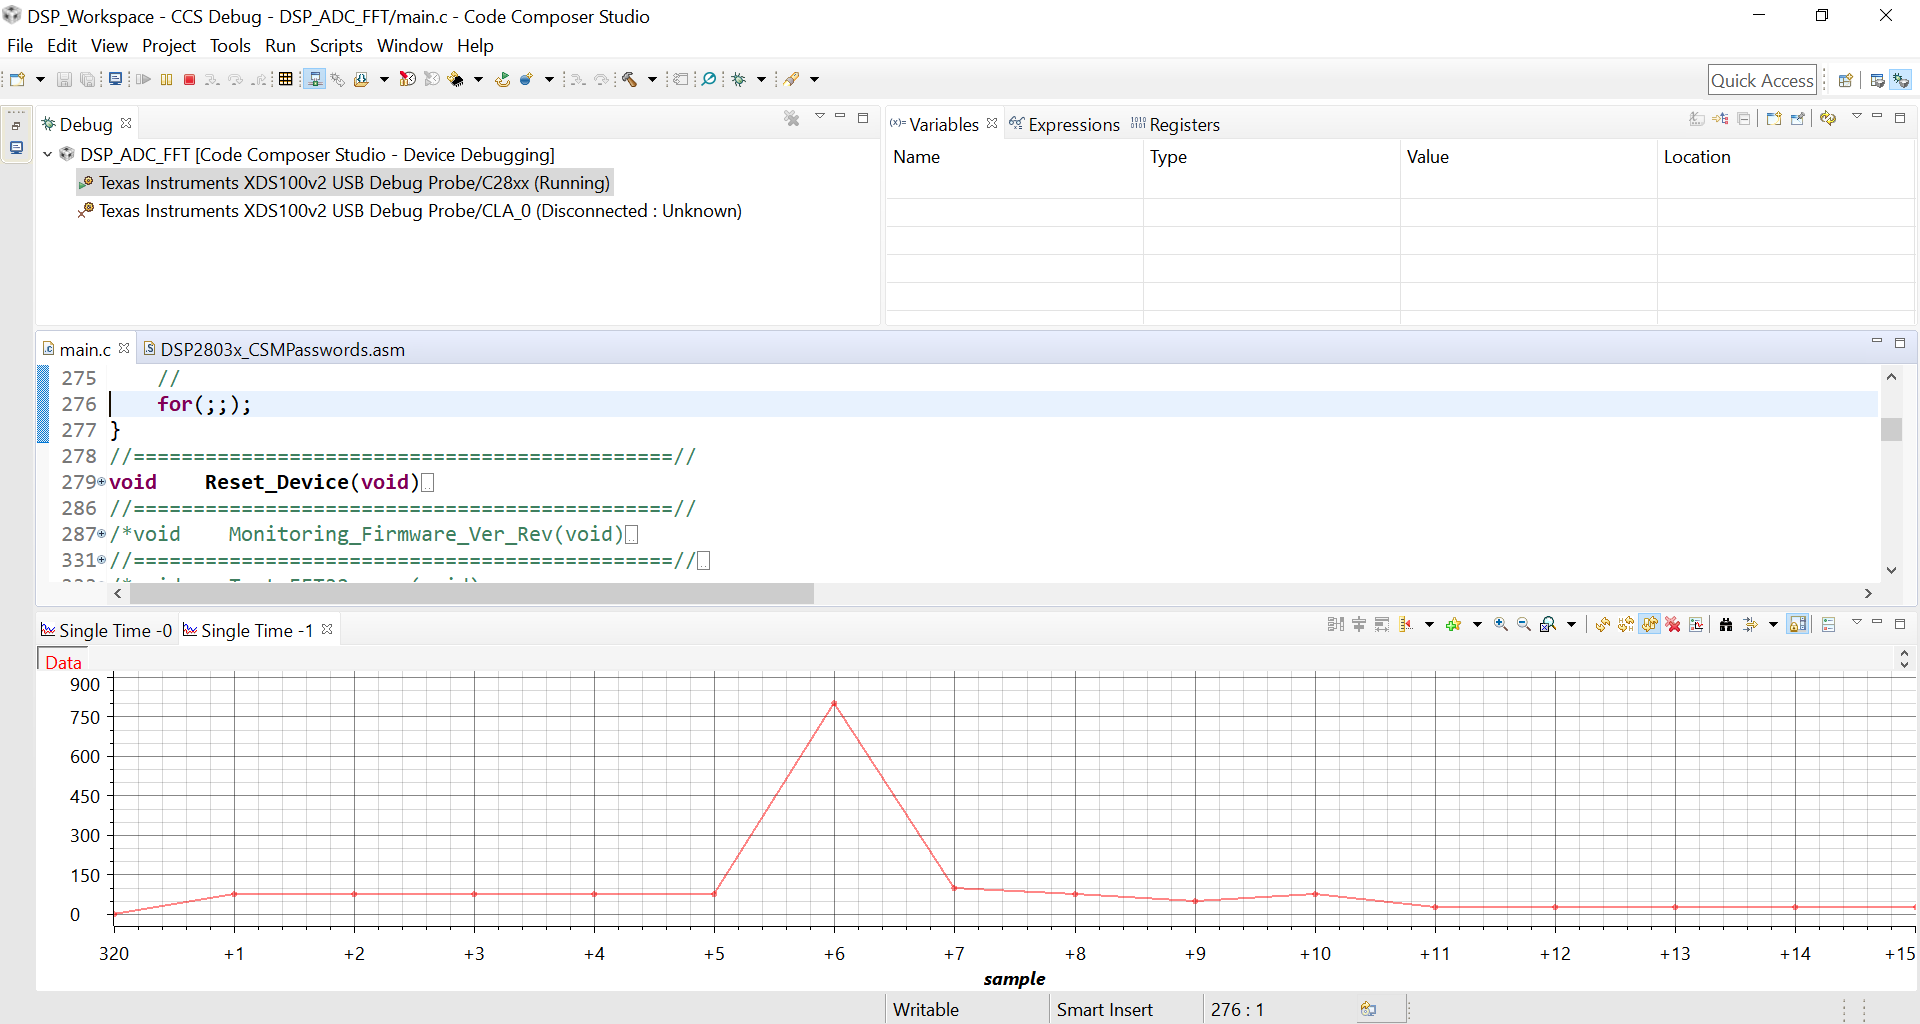 DSP_Workspace - CCS Debug - DSP_ADC_FFT/main.c - Code Composer Studio
File Edit View Project Tools Run Scripts Window Help
Quick Access
Debug
DSP_ADC_FFT [Code Composer Studio - Device Debugging]
Texas Instruments XDS100v2 USB Debug Probe/C28xx (Running)
Texas Instruments XDS100v2 USB Debug Probe/CLA_0 (Disconnected : Unknown)
(x)= Variables Expressions 1010 0101 Registers
Name Type Value Location
main.c DSP2803x_CSMPasswords.asm
275 //
276 for(;;);
277 }
278 //=============================================//
279 void Reset_Device(void)
286 //=============================================//
287 /*void Monitoring_Firmware_Ver_Rev(void)
331 //=============================================//
Single Time -0 Single Time -1
Data
900
750
600
450
300
150
0
320 +1 +2 +3 +4 +5 +6 +7 +8 +9 +10 +11 +12 +13 +14 +15
sample
Writable Smart Insert 276 : 1